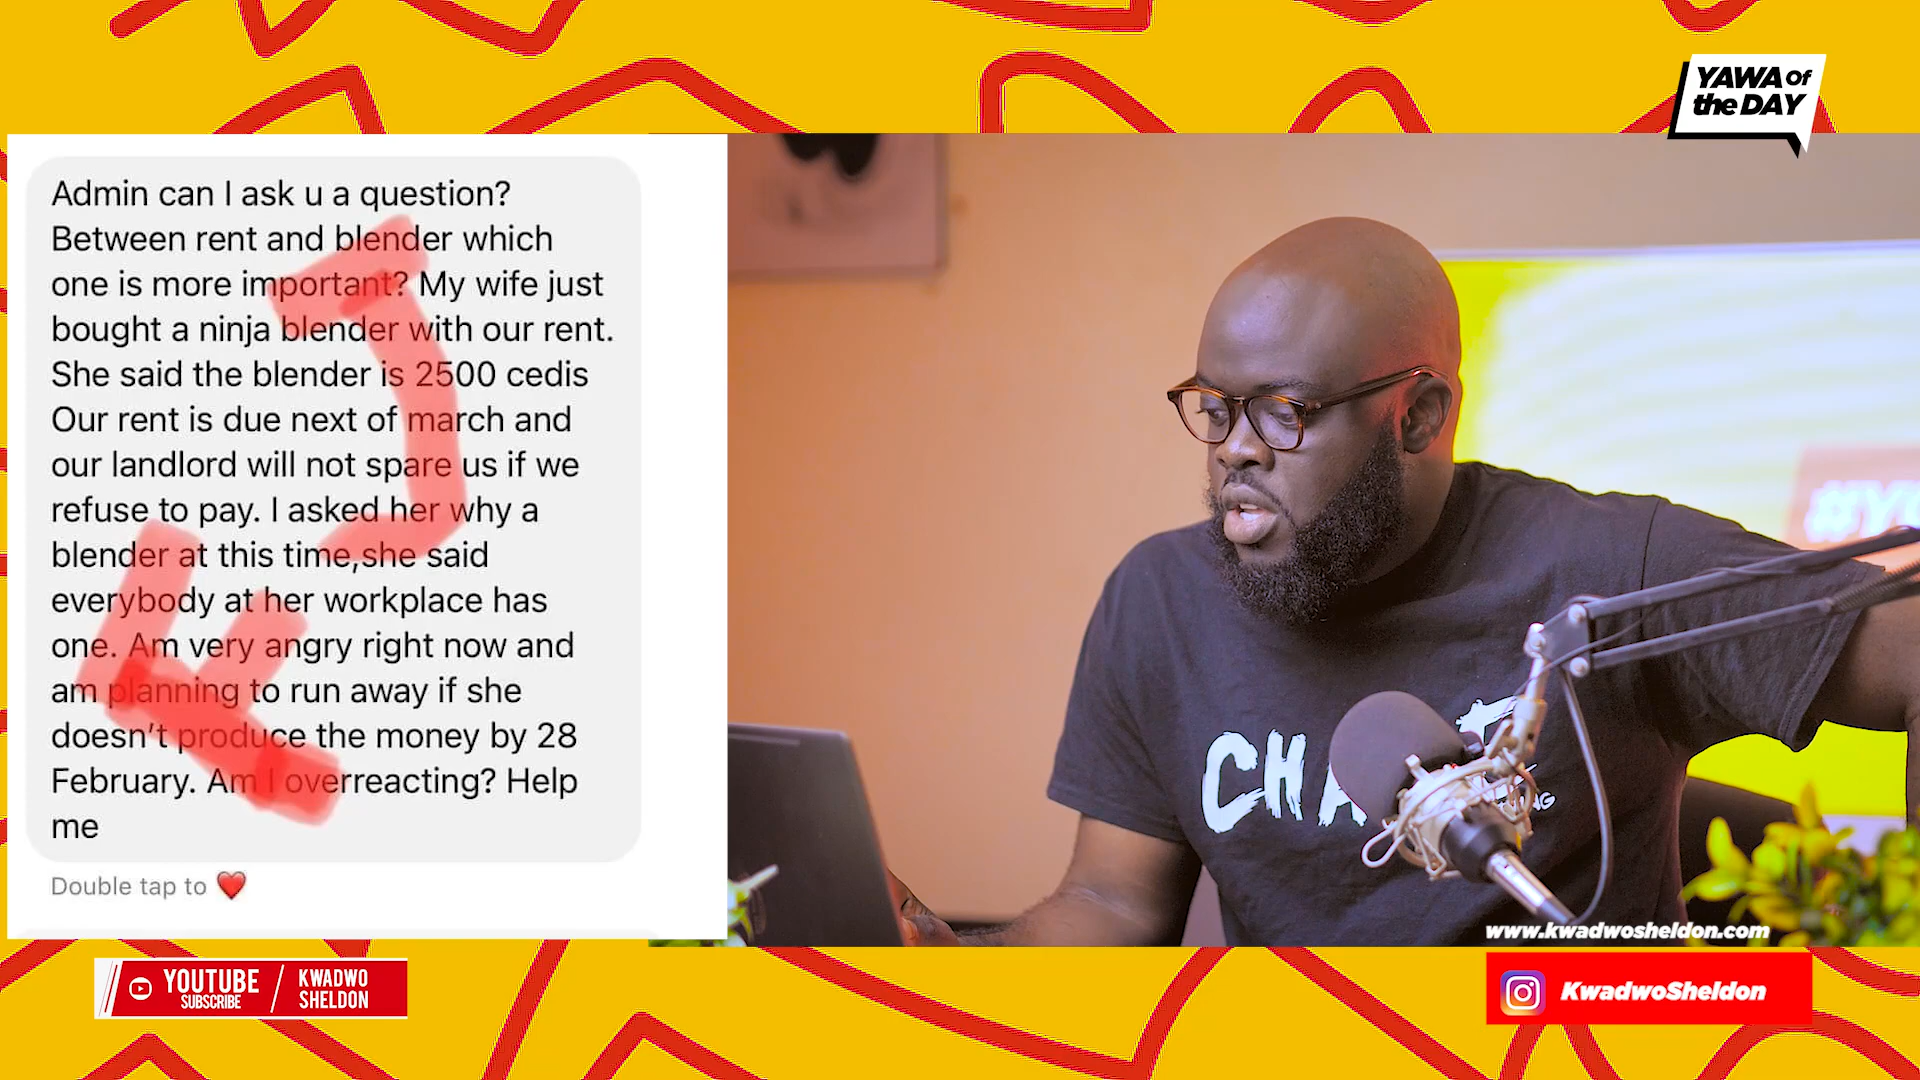 YAWA of
the DAY
Admin can I ask u a question?
Between rent and blender which
one is more important? My wife just
bought a ninja blender with our rent.
She said the blender is 2500 cedis
Our rent is due next of march and
our landlord will not spare us if we
refuse to pay. I asked her why a
blender at this time,she said
everybody at her workplace has
one. Am very angry right now and
am planning to run away if she
doesn't produce the money by 28
February. Am I overreacting? Help
me
Double tap to ❤️
#Y
CHA
www.kwadwosheldon.com
KwadwoSheldon
YOUTUBE
SUBSCRIBE
KWADWO
SHELDON